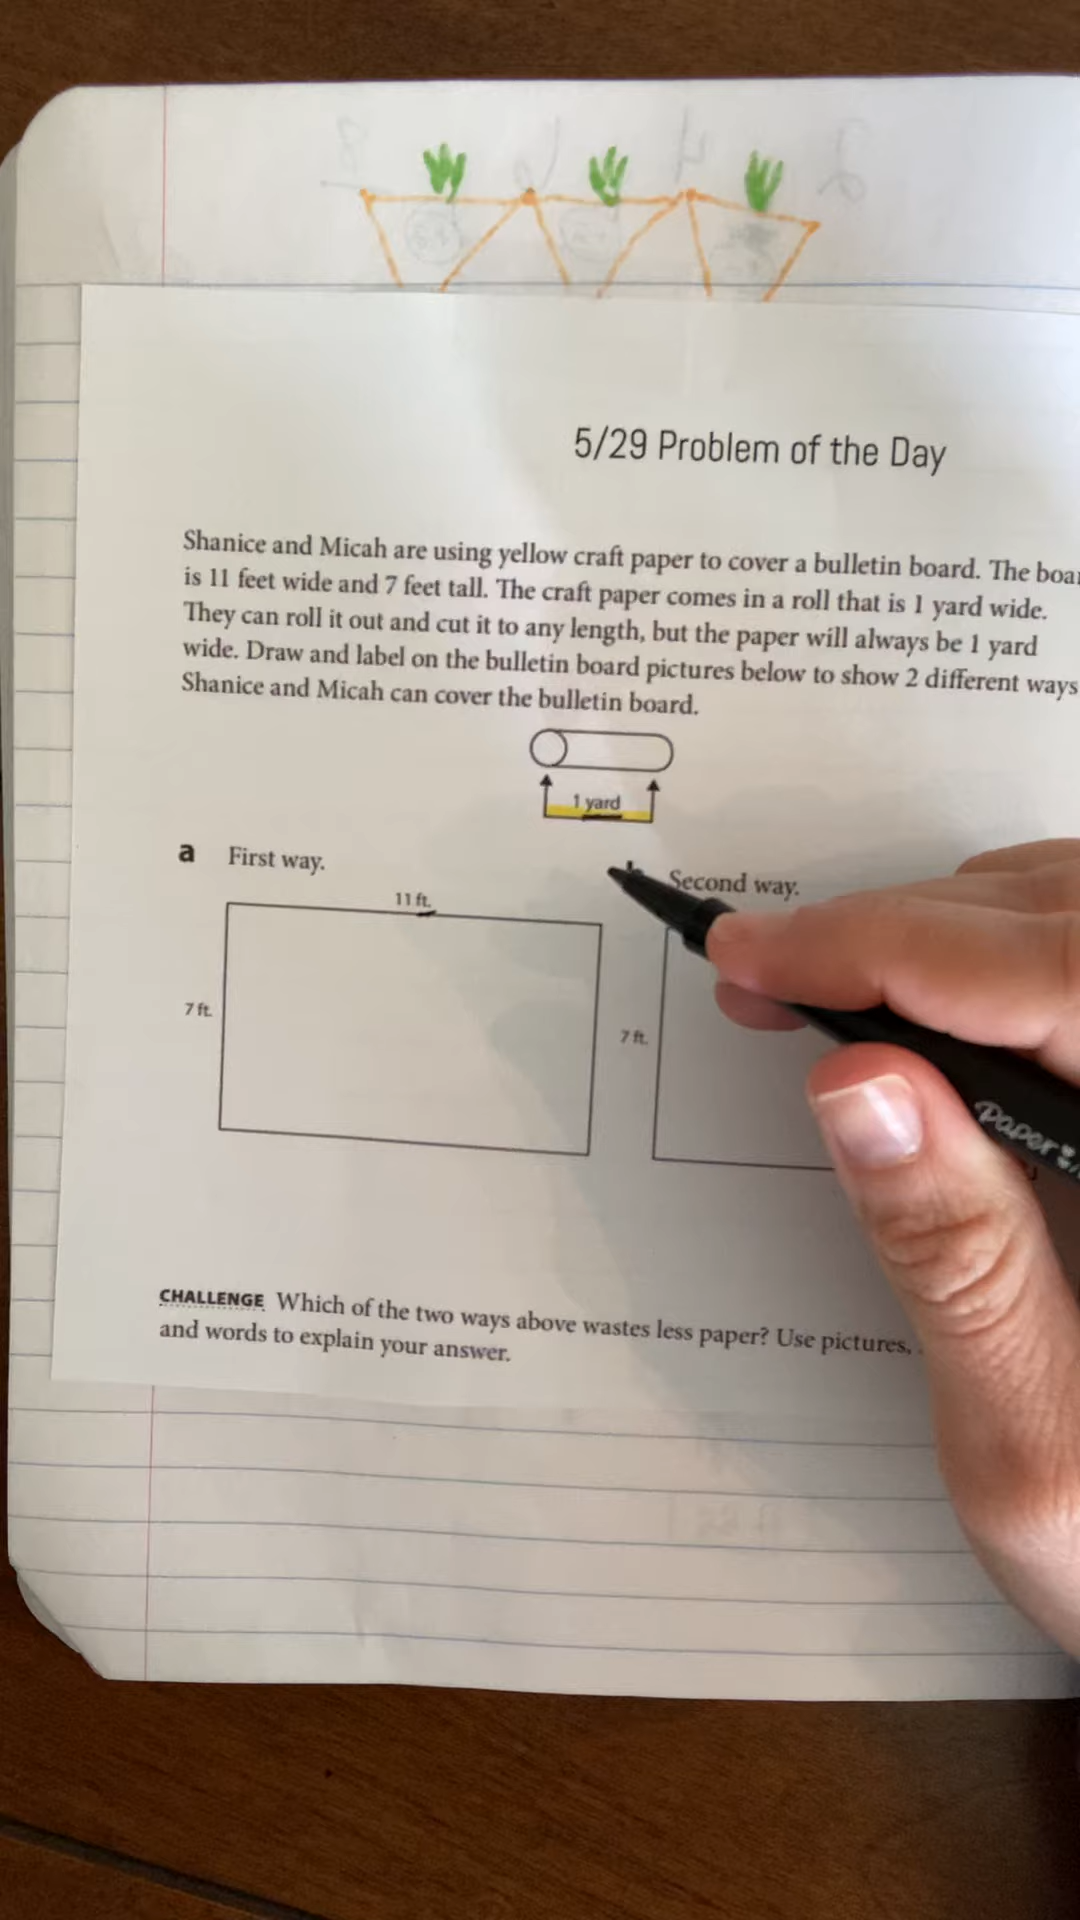 5/29 Problem of the Day
Shanice and Micah are using yellow craft paper to cover a bulletin board. The
is 11 feet wide and 7 feet tall. The craft paper comes in a roll that is 1 yard wide.
They can roll it out and cut it to any length, but the paper will always be 1 yard
wide. Draw and label on the bulletin board pictures below to show 2 different ways
Shanice and Micah can cover the bulletin board.
1 yard
a First way.
Second way.
11 ft.
7 ft.
7 ft.
CHALLENGE Which of the two ways above wastes less paper? Use pictures,
and words to explain your answer.
paper